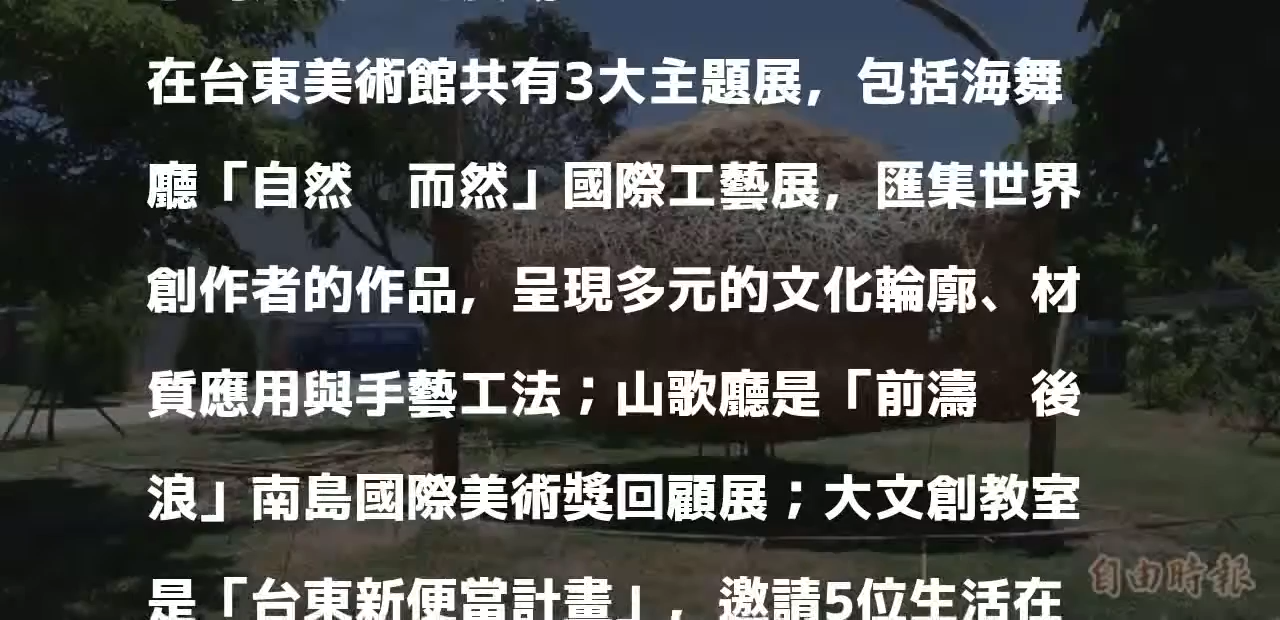 在台東美術館共有3大主題展，包括海舞
廳「自然　而然」國際工藝展，匯集世界
創作者的作品，呈現多元的文化輪廓、材
質應用與手藝工法；山歌廳是「前濤　後
浪」南島國際美術獎回顧展；大文創教室
是「台東新便當計畫」，邀請5位生活在
自由時報